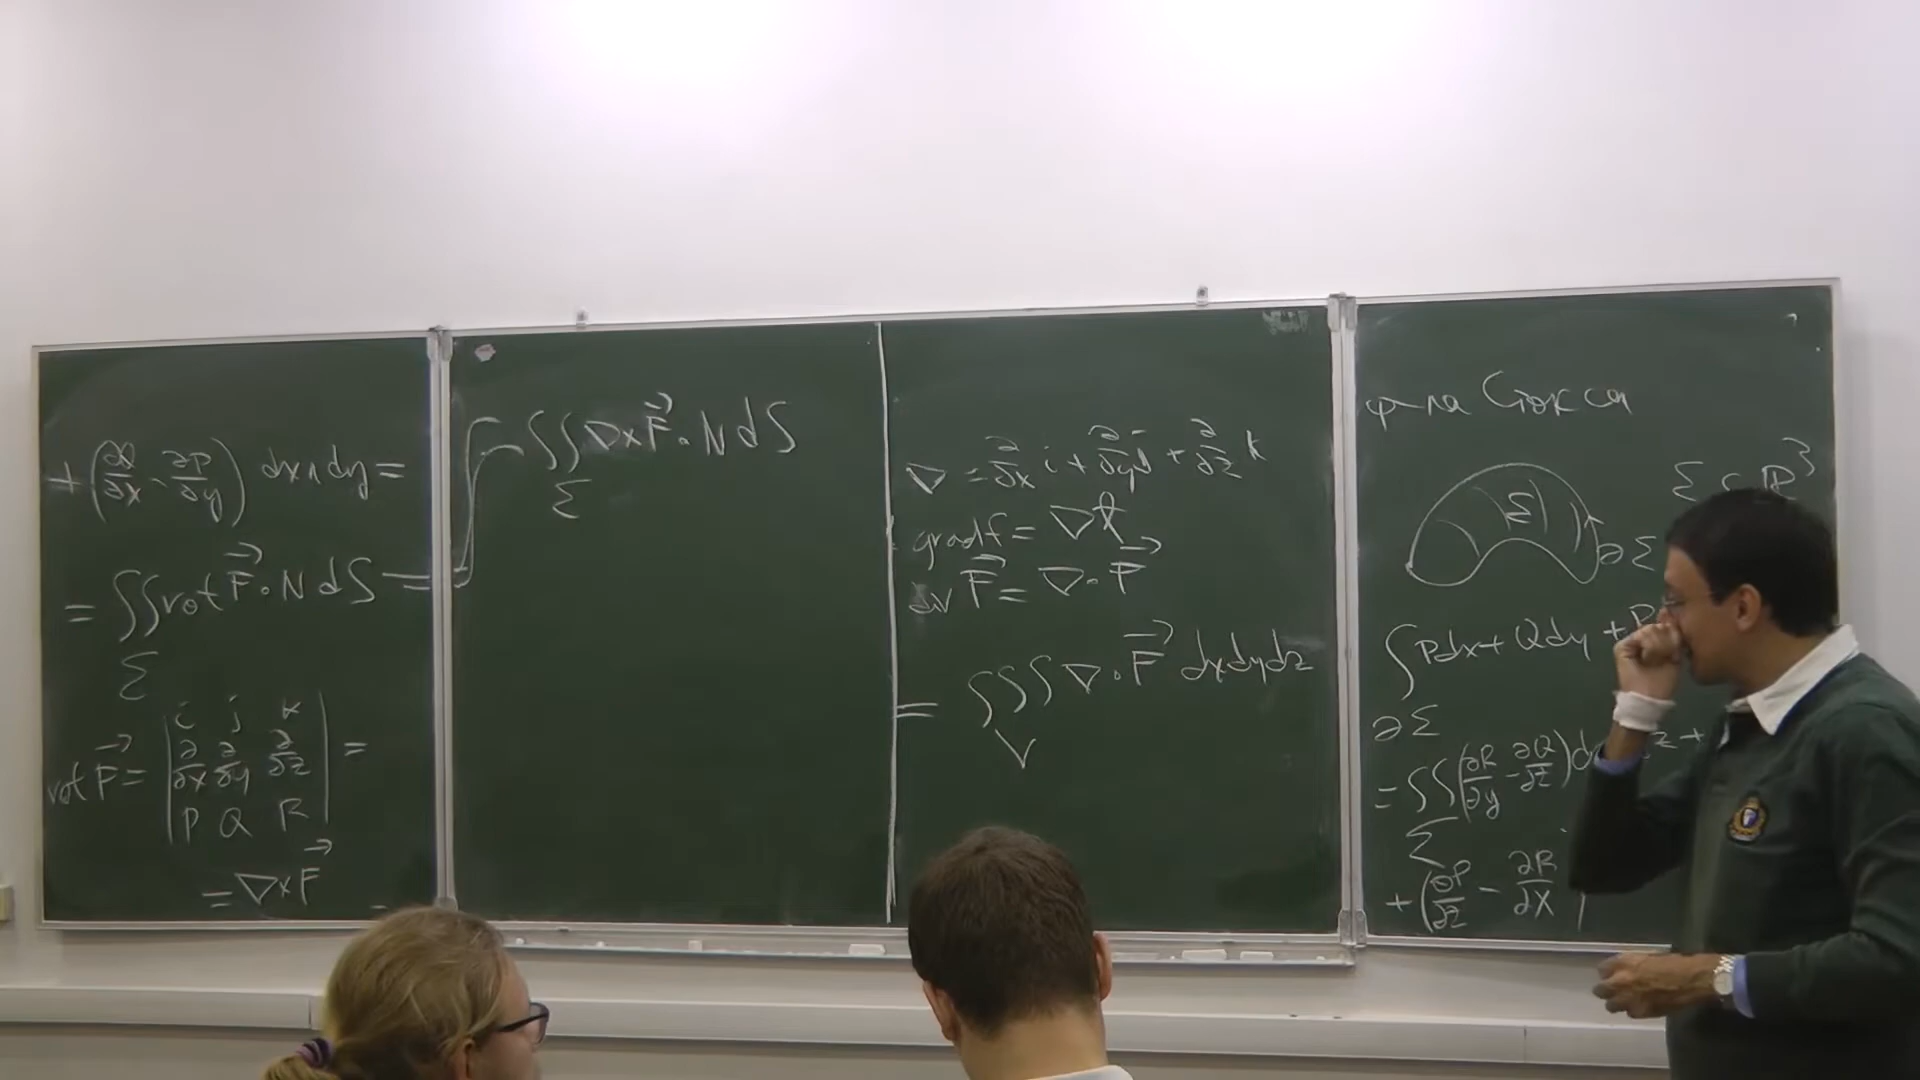 + (∂Q/∂x - ∂P/∂y) dx∧dy =
= ∬ rot F⃗ · N dS =
Σ
rot F⃗ = | i j k
∂/∂x ∂/∂y ∂/∂z
P Q R | =
= ∇×F⃗
∬ ∇×F⃗ · N dS
Σ
∇ = ∂/∂x i + ∂/∂y j + ∂/∂z k
grad f = ∇f
div F⃗ = ∇·F⃗
= ∭ ∇·F⃗ dxdydz
V
ф-ла Стокса
Σ ⊂ ℝ³
Σ
∂Σ
∫ Pdx + Qdy +
∂Σ
= ∬ (∂R/∂y - ∂Q/∂z) d z +
Σ
+ (∂P/∂z - ∂R/∂x